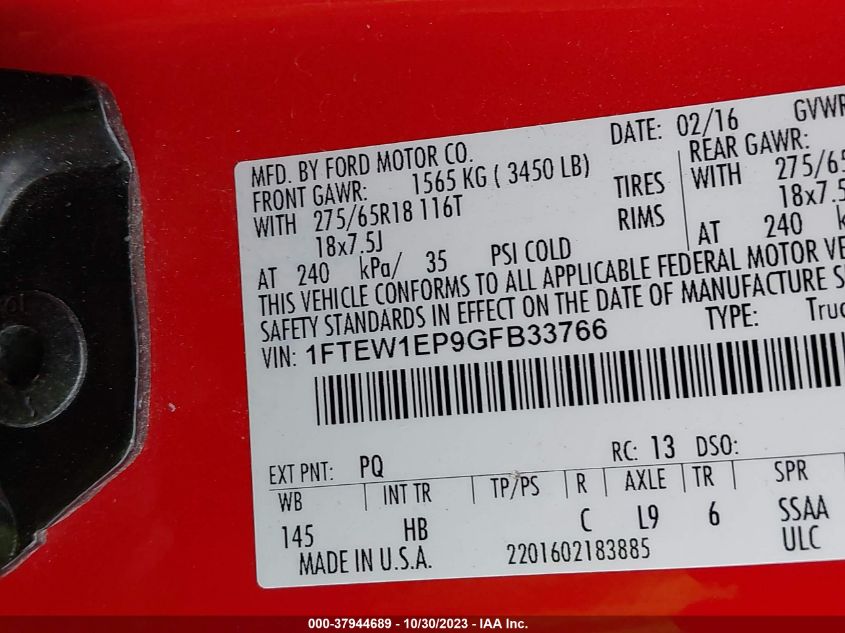 MFD. BY FORD MOTOR CO. DATE: 02/16 GVWR
FRONT GAWR: 1565 KG ( 3450 LB) REAR GAWR:
WITH 275/65R18 116T TIRES WITH 275/65
18x7.5J RIMS 18x7.5
AT 240 kPa/ 35 PSI COLD AT 240
THIS VEHICLE CONFORMS TO ALL APPLICABLE FEDERAL MOTOR
SAFETY STANDARDS IN EFFECT ON THE DATE OF MANUFACTURE
VIN: 1FTEW1EP9GFB33766 TYPE:
EXT PNT: PQ RC: 13 DSO:
WB INT TR TP/PS R AXLE TR SPR
145 HB C L9 6 SSAA
MADE IN U.S.A. 2201602183885 ULC
000-37944689 - 10/30/2023 - IAA Inc.